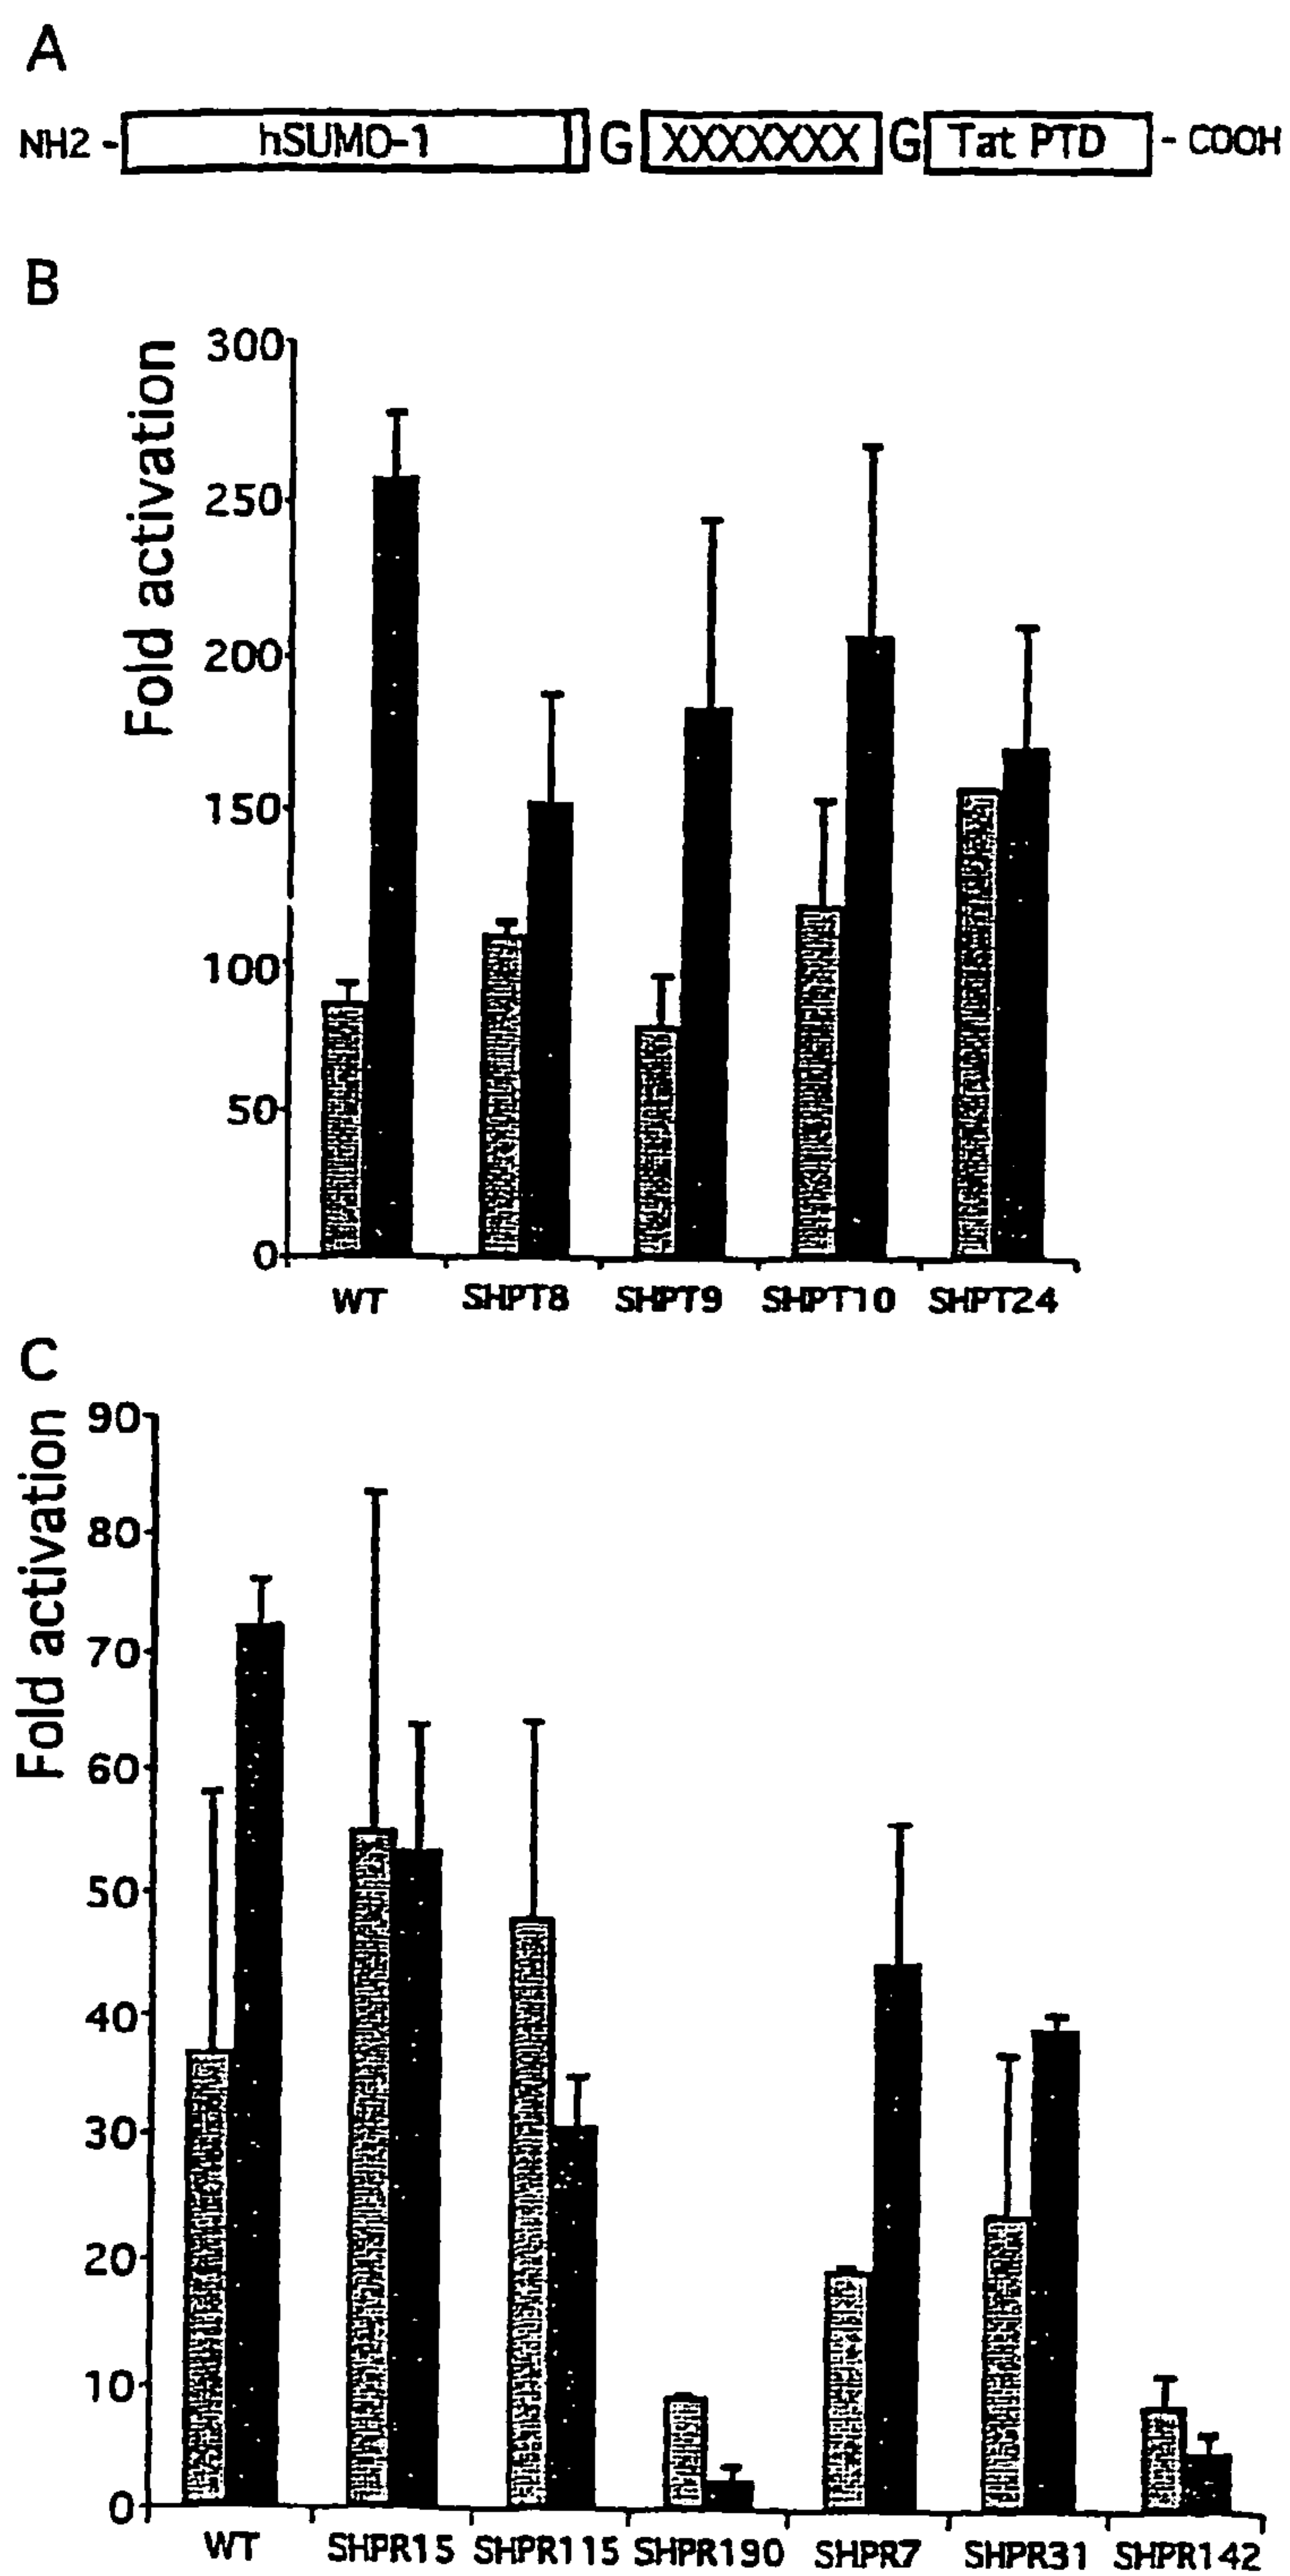 A
NH2 - hSUMO-1 G XXXXXXX G Tat PTD - COOH
B
Fold activation
300
250
200
150
100
50
0
WT SHPT8 SHPT9 SHPT10 SHPT24
C
Fold activation
90
80
70
60
50
40
30
20
10
0
WT SHPR15 SHPR115 SHPR190 SHPR7 SHPR31 SHPR142